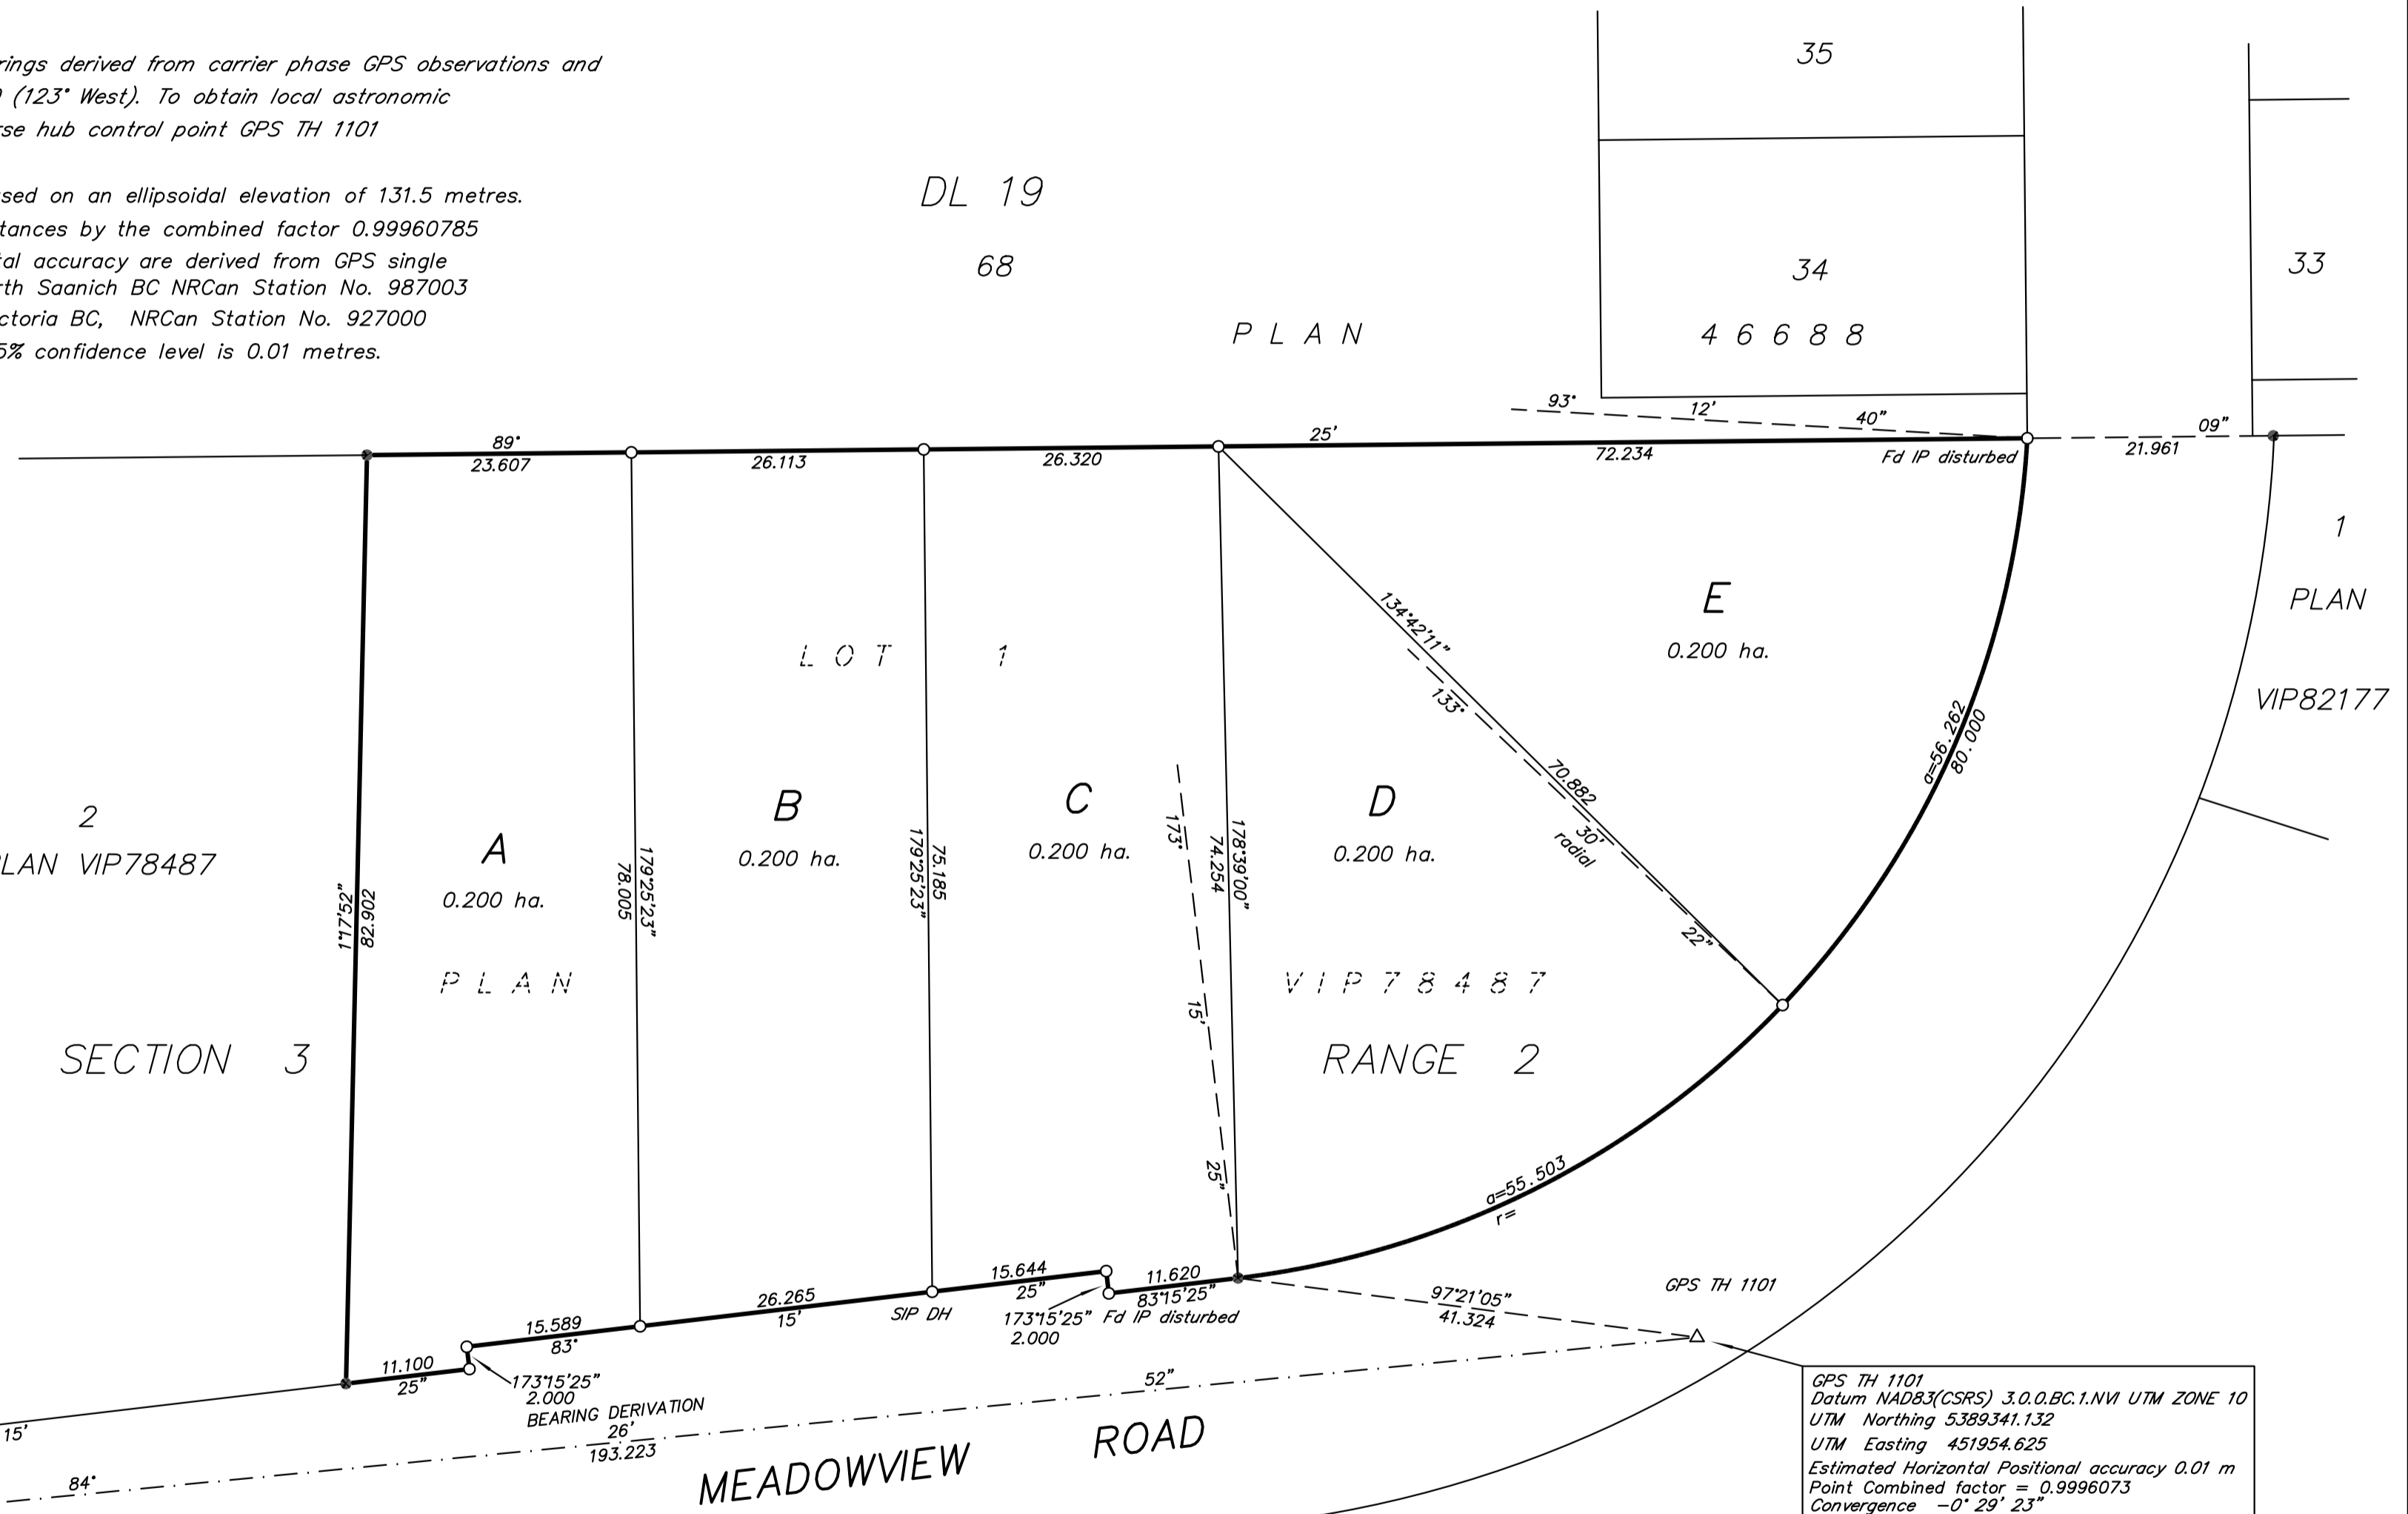 rings derived from carrier phase GPS observations and
(123° West). To obtain local astronomic
rse hub control point GPS TH 1101
sed on an ellipsoidal elevation of 131.5 metres.
tances by the combined factor 0.99960785
tal accuracy are derived from GPS single
rth Saanich BC NRCan Station No. 987003
ctoria BC, NRCan Station No. 927000
5% confidence level is 0.01 metres.
DL 19
68
PLAN
35
34
46688
33
93° 12' 40"
89° 25' 09"
23.607
26.113
26.320
72.234
Fd IP disturbed
21.961
1
PLAN
VIP82177
E
0.200 ha.
134°42'11"
70.882
133° 30' 22"
radial
a=56.262
80.000
LOT 1
2
LAN VIP78487
A
0.200 ha.
B
0.200 ha.
C
0.200 ha.
D
0.200 ha.
1°17'52"
82.902
179°25'23"
78.005
75.185
179°25'23"
173° 15' 25"
178°39'00"
74.254
PLAN
VIP78487
SECTION 3
RANGE 2
a=55.503
r=
11.100
25"
15.589
83°
173°15'25"
2.000
26.265
15'
SIP DH
15.644
25"
173°15'25"
2.000
11.620
83°15'25"
Fd IP disturbed
97°21'05"
41.324
GPS TH 1101
15'
BEARING DERIVATION
84° 26' 52"
193.223
MEADOWVIEW ROAD
GPS TH 1101
Datum NAD83(CSRS) 3.0.0.BC.1.NVI UTM ZONE 10
UTM Northing 5389341.132
UTM Easting 451954.625
Estimated Horizontal Positional accuracy 0.01 m
Point Combined factor = 0.9996073
Convergence -0° 29' 23"